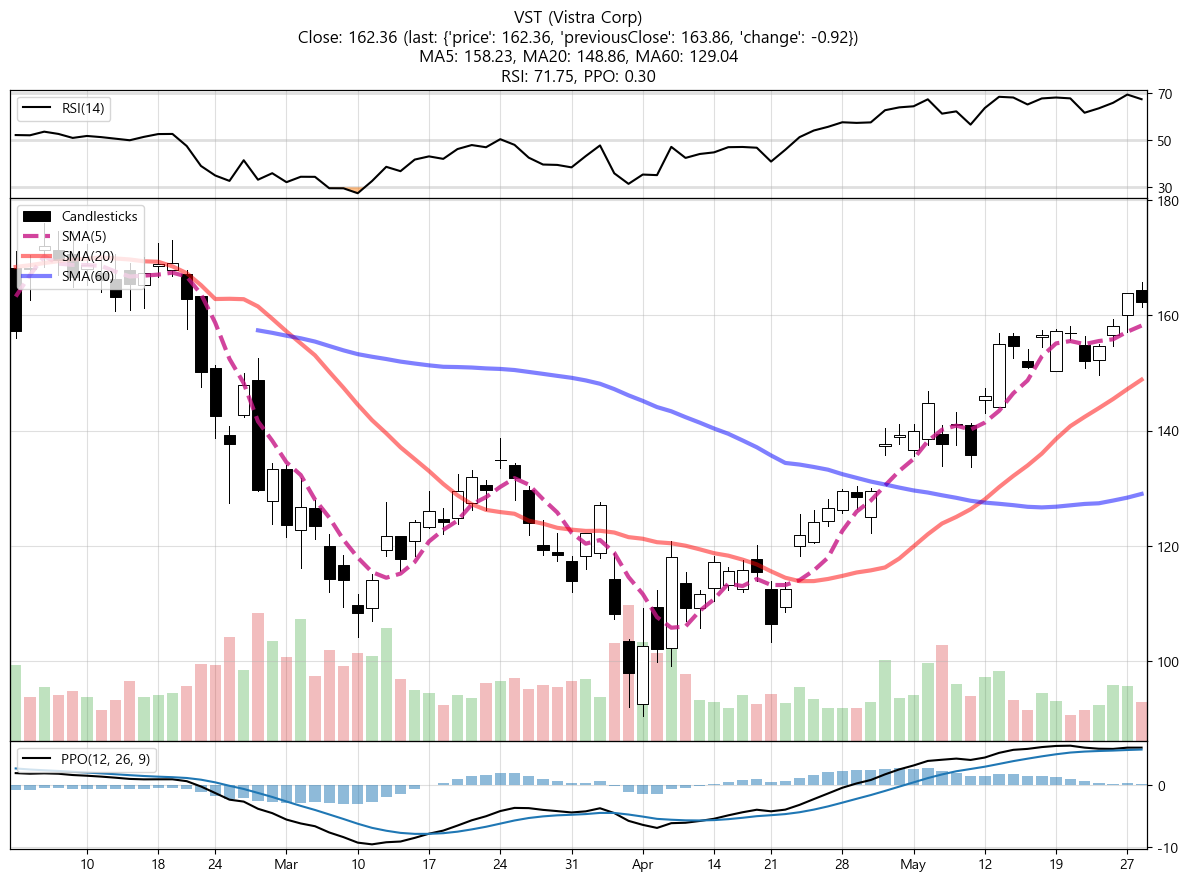 VST (Vistra Corp)
Close: 162.36 (last: {'price': 162.36, 'previousClose': 163.86, 'change': -0.92})
MA5: 158.23, MA20: 148.86, MA60: 129.04
RSI: 71.75, PPO: 0.30
RSI(14)
70
50
30
Candlesticks
SMA(5)
SMA(20)
SMA(60)
180
160
140
120
100
PPO(12, 26, 9)
0
-10
10 18 24 Mar 10 17 24 31 Apr 14 21 28 May 12 19 27